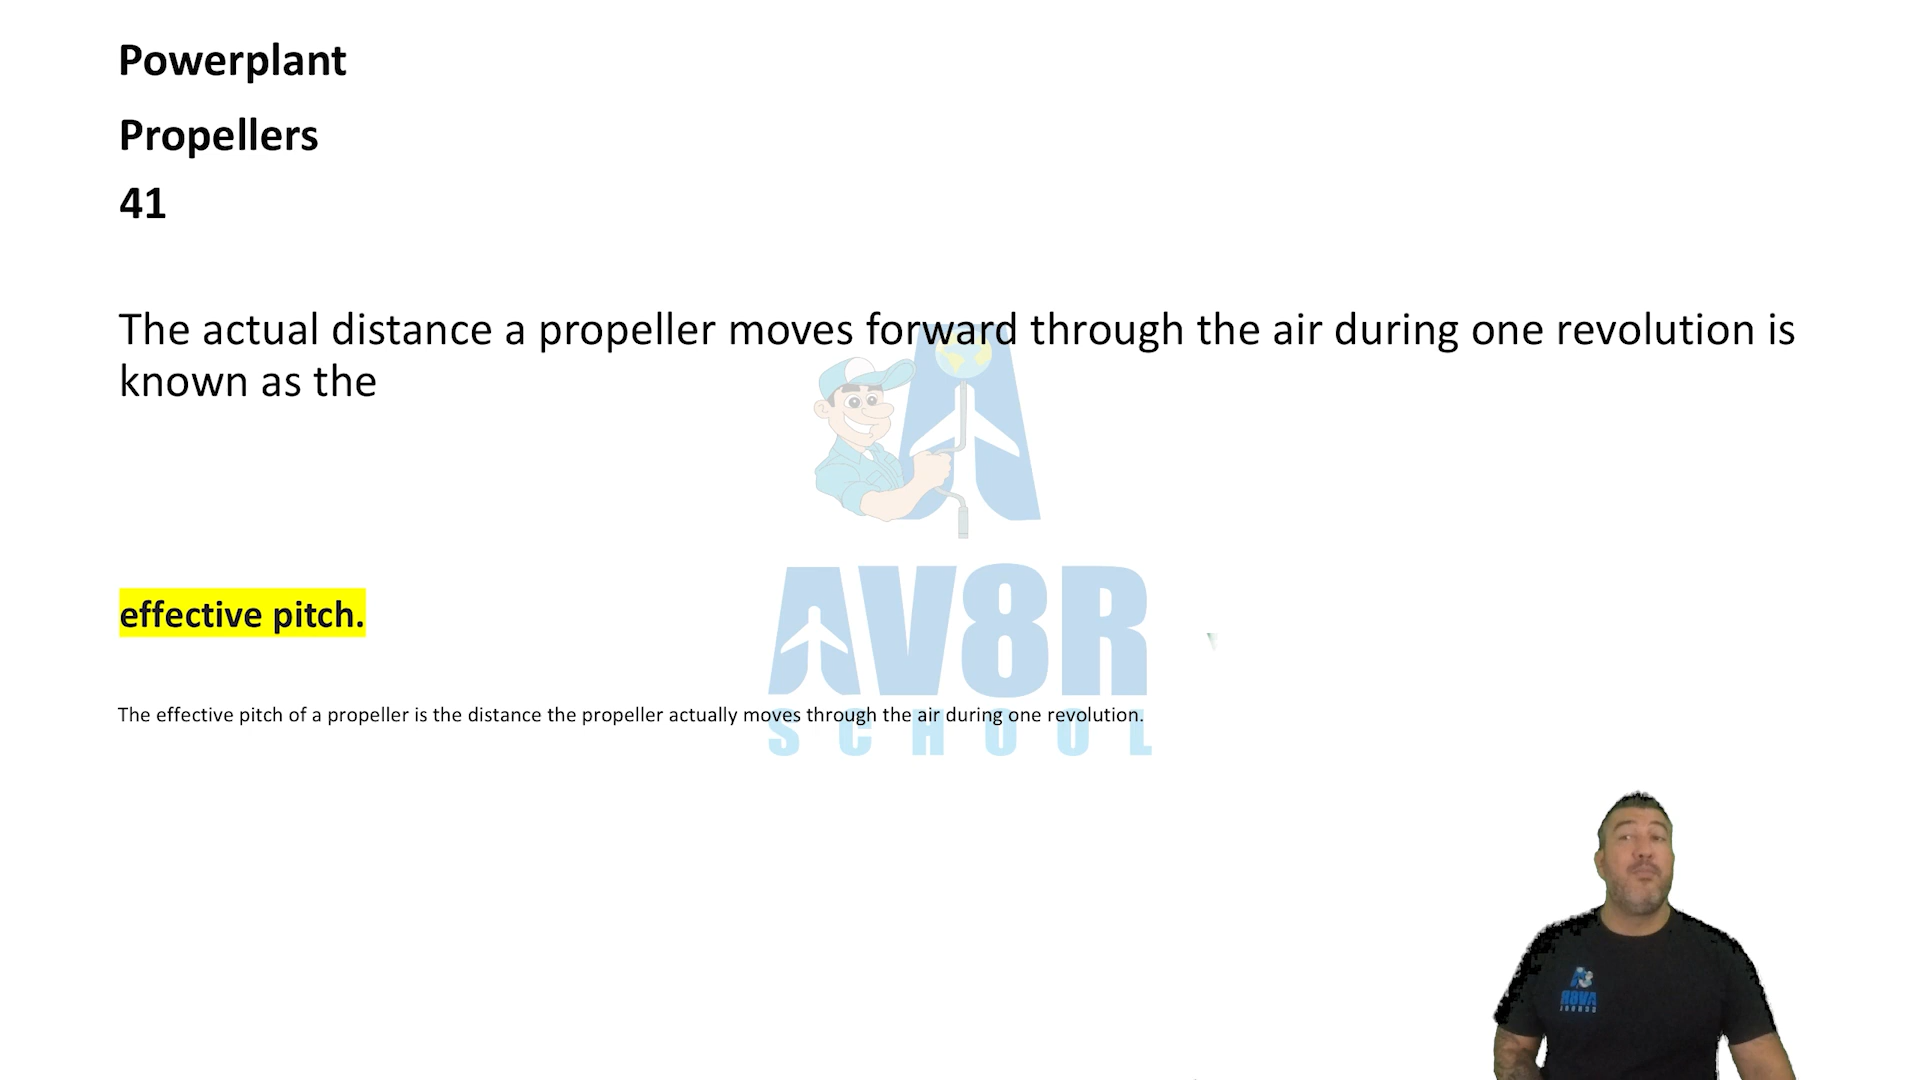 Powerplant
Propellers
41
The actual distance a propeller moves forward through the air during one revolution is
known as the
effective pitch.
AV8R
The effective pitch of a propeller is the distance the propeller actually moves through the air during one revolution.
SCHOOL
AV8R
SCHOOL